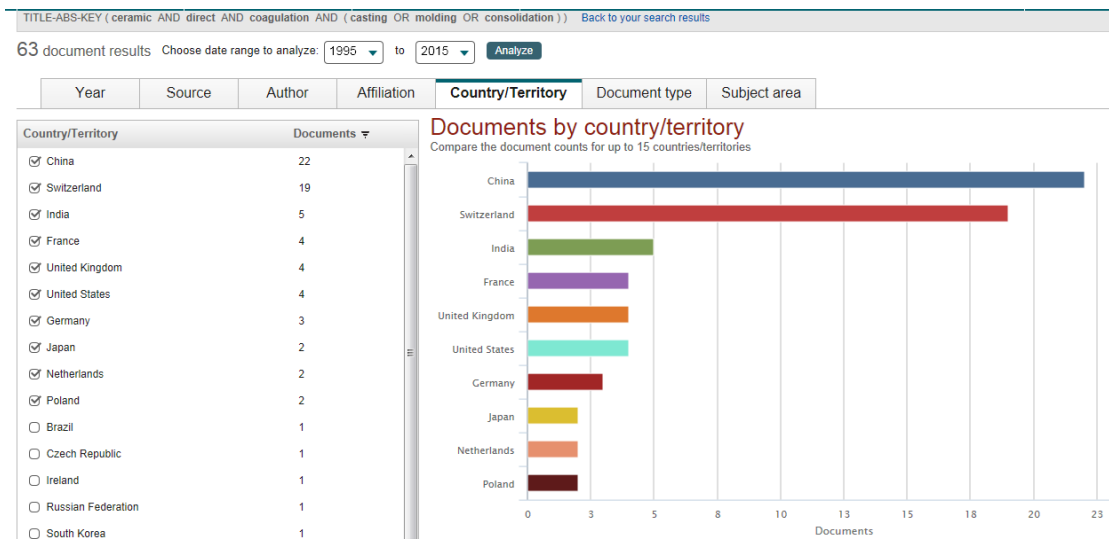 TITLE-ABS-KEY ( ceramic AND direct AND coagulation AND ( casting OR molding OR consolidation ) ) Back to your search results
63 document results Choose date range to analyze: 1995 to 2015 Analyze
Year Source Author Affiliation Country/Territory Document type Subject area
Country/Territory Documents
China 22
Switzerland 19
India 5
France 4
United Kingdom 4
United States 4
Germany 3
Japan 2
Netherlands 2
Poland 2
Brazil 1
Czech Republic 1
Ireland 1
Russian Federation 1
South Korea 1
Documents by country/territory
Compare the document counts for up to 15 countries/territories
China
Switzerland
India
France
United Kingdom
United States
Germany
Japan
Netherlands
Poland
0 3 5 8 10 13 15 18 20 23
Documents